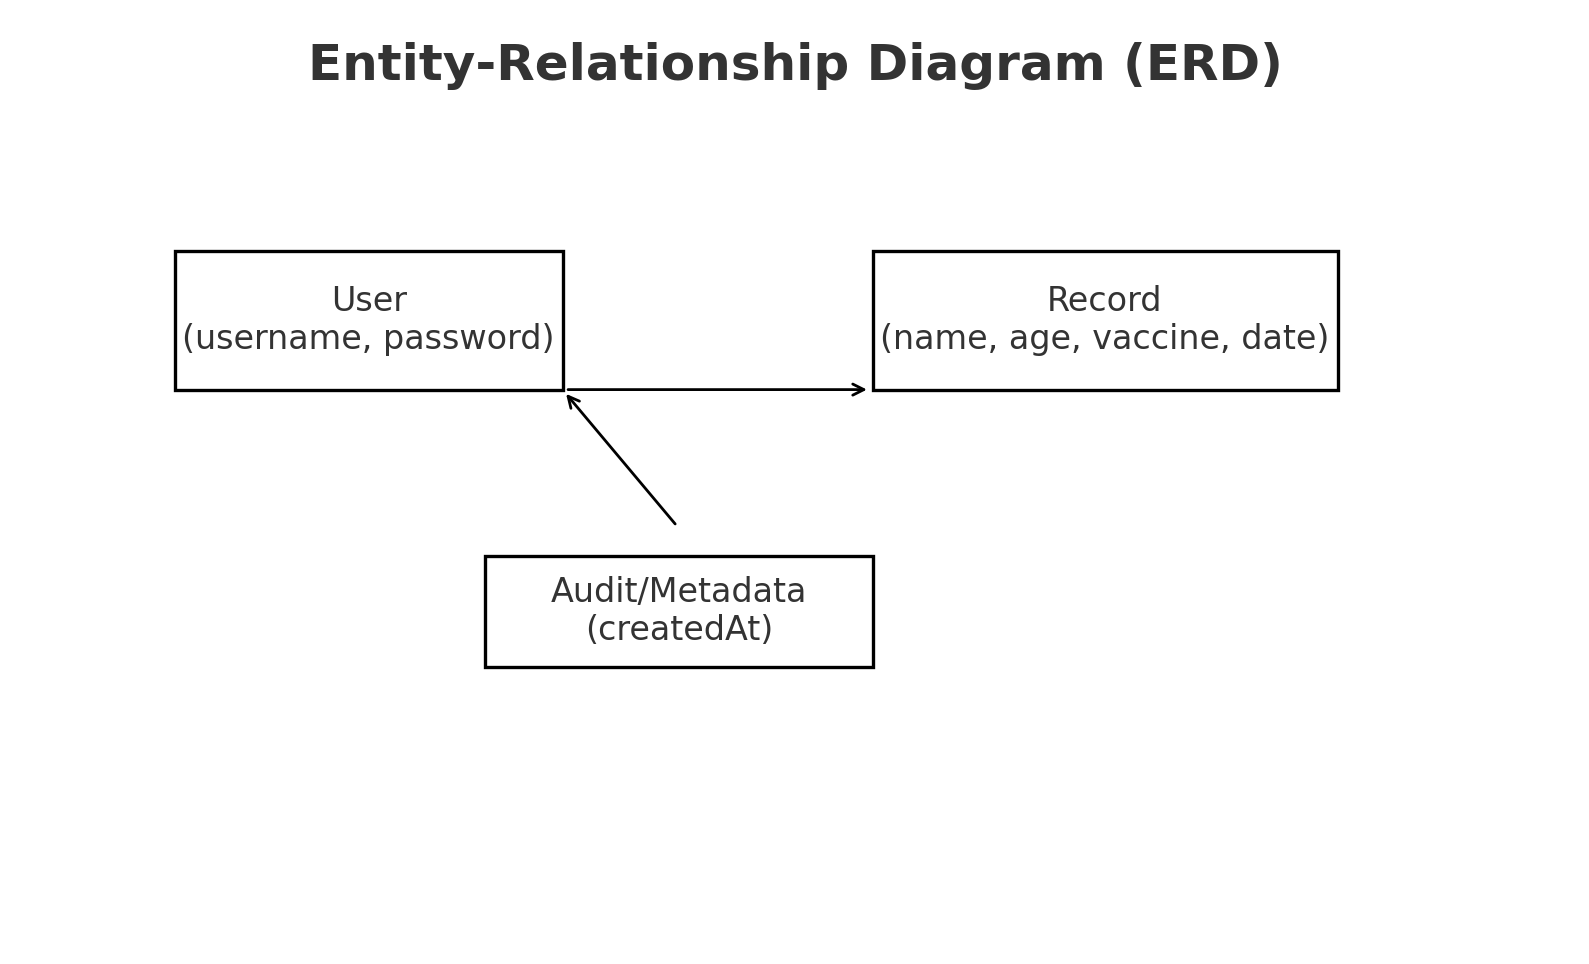 Entity-Relationship Diagram (ERD)
User
(username, password)
Record
(name, age, vaccine, date)
Audit/Metadata
(createdAt)